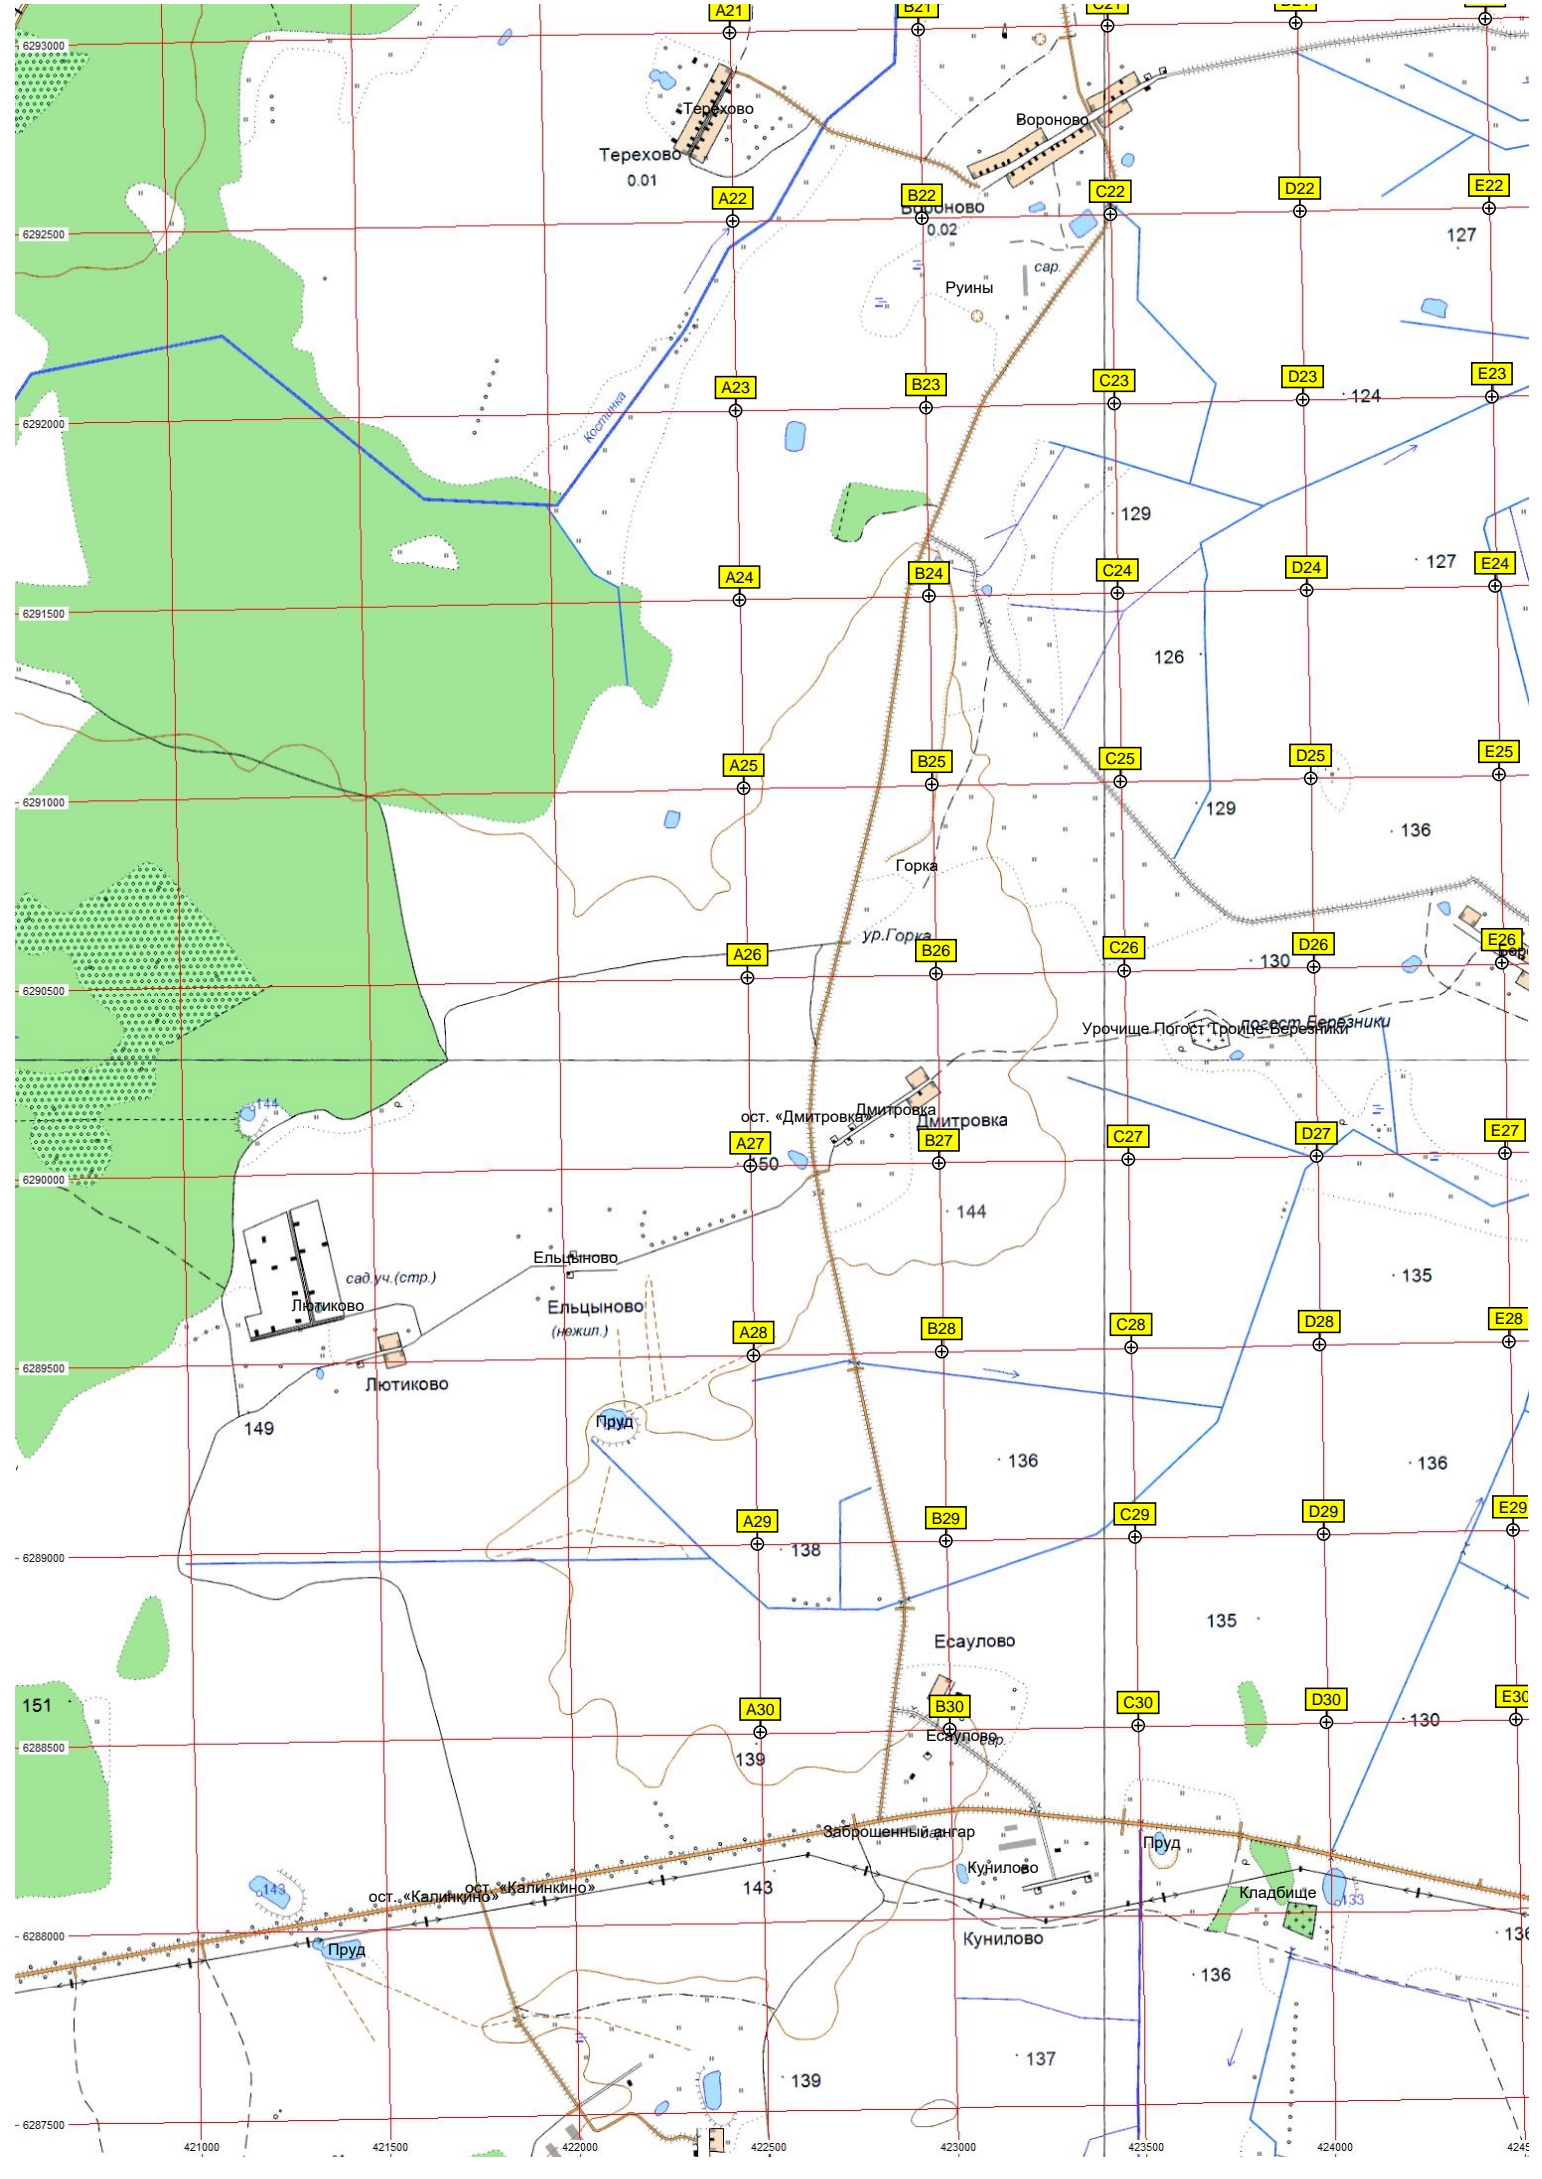 A21
B21
C21
D21
6293000
Терехово
Вороново
Терехово
0.01
A22
B22
C22
D22
E22
Вороново
0.02
127
6292500
сар.
Руины
A23
B23
C23
D23
E23
124
Костинка
6292000
129
127
A24
B24
C24
D24
E24
6291500
126
A25
B25
C25
D25
E25
6291000
129
136
Горка
ур.Горка
A26
B26
C26
D26
E26
130
6290500
погост Березники
Урочище Погост Троице-Березники
144
Дмитровка
ост. «Дмитровка»
Дмитровка
A27
B27
C27
D27
E27
150
6290000
144
Ельцыново
135
сад.уч.(стр.)
Лютиково
Ельцыново
(нежил.)
A28
B28
C28
D28
E28
6289500
Лютиково
Пруд
149
136
136
A29
B29
C29
D29
E29
138
6289000
135
Есаулово
151
A30
B30
C30
D30
E30
130
Есаулово
сар.
6288500
139
Заброшенный ангар
Пруд
Кунилово
143
ост. «Калинкино»
ост. «Калинкино»
143
Кладбище
133
6288000
Пруд
Кунилово
136
136
137
139
6287500
421000
421500
422000
422500
423000
423500
424000